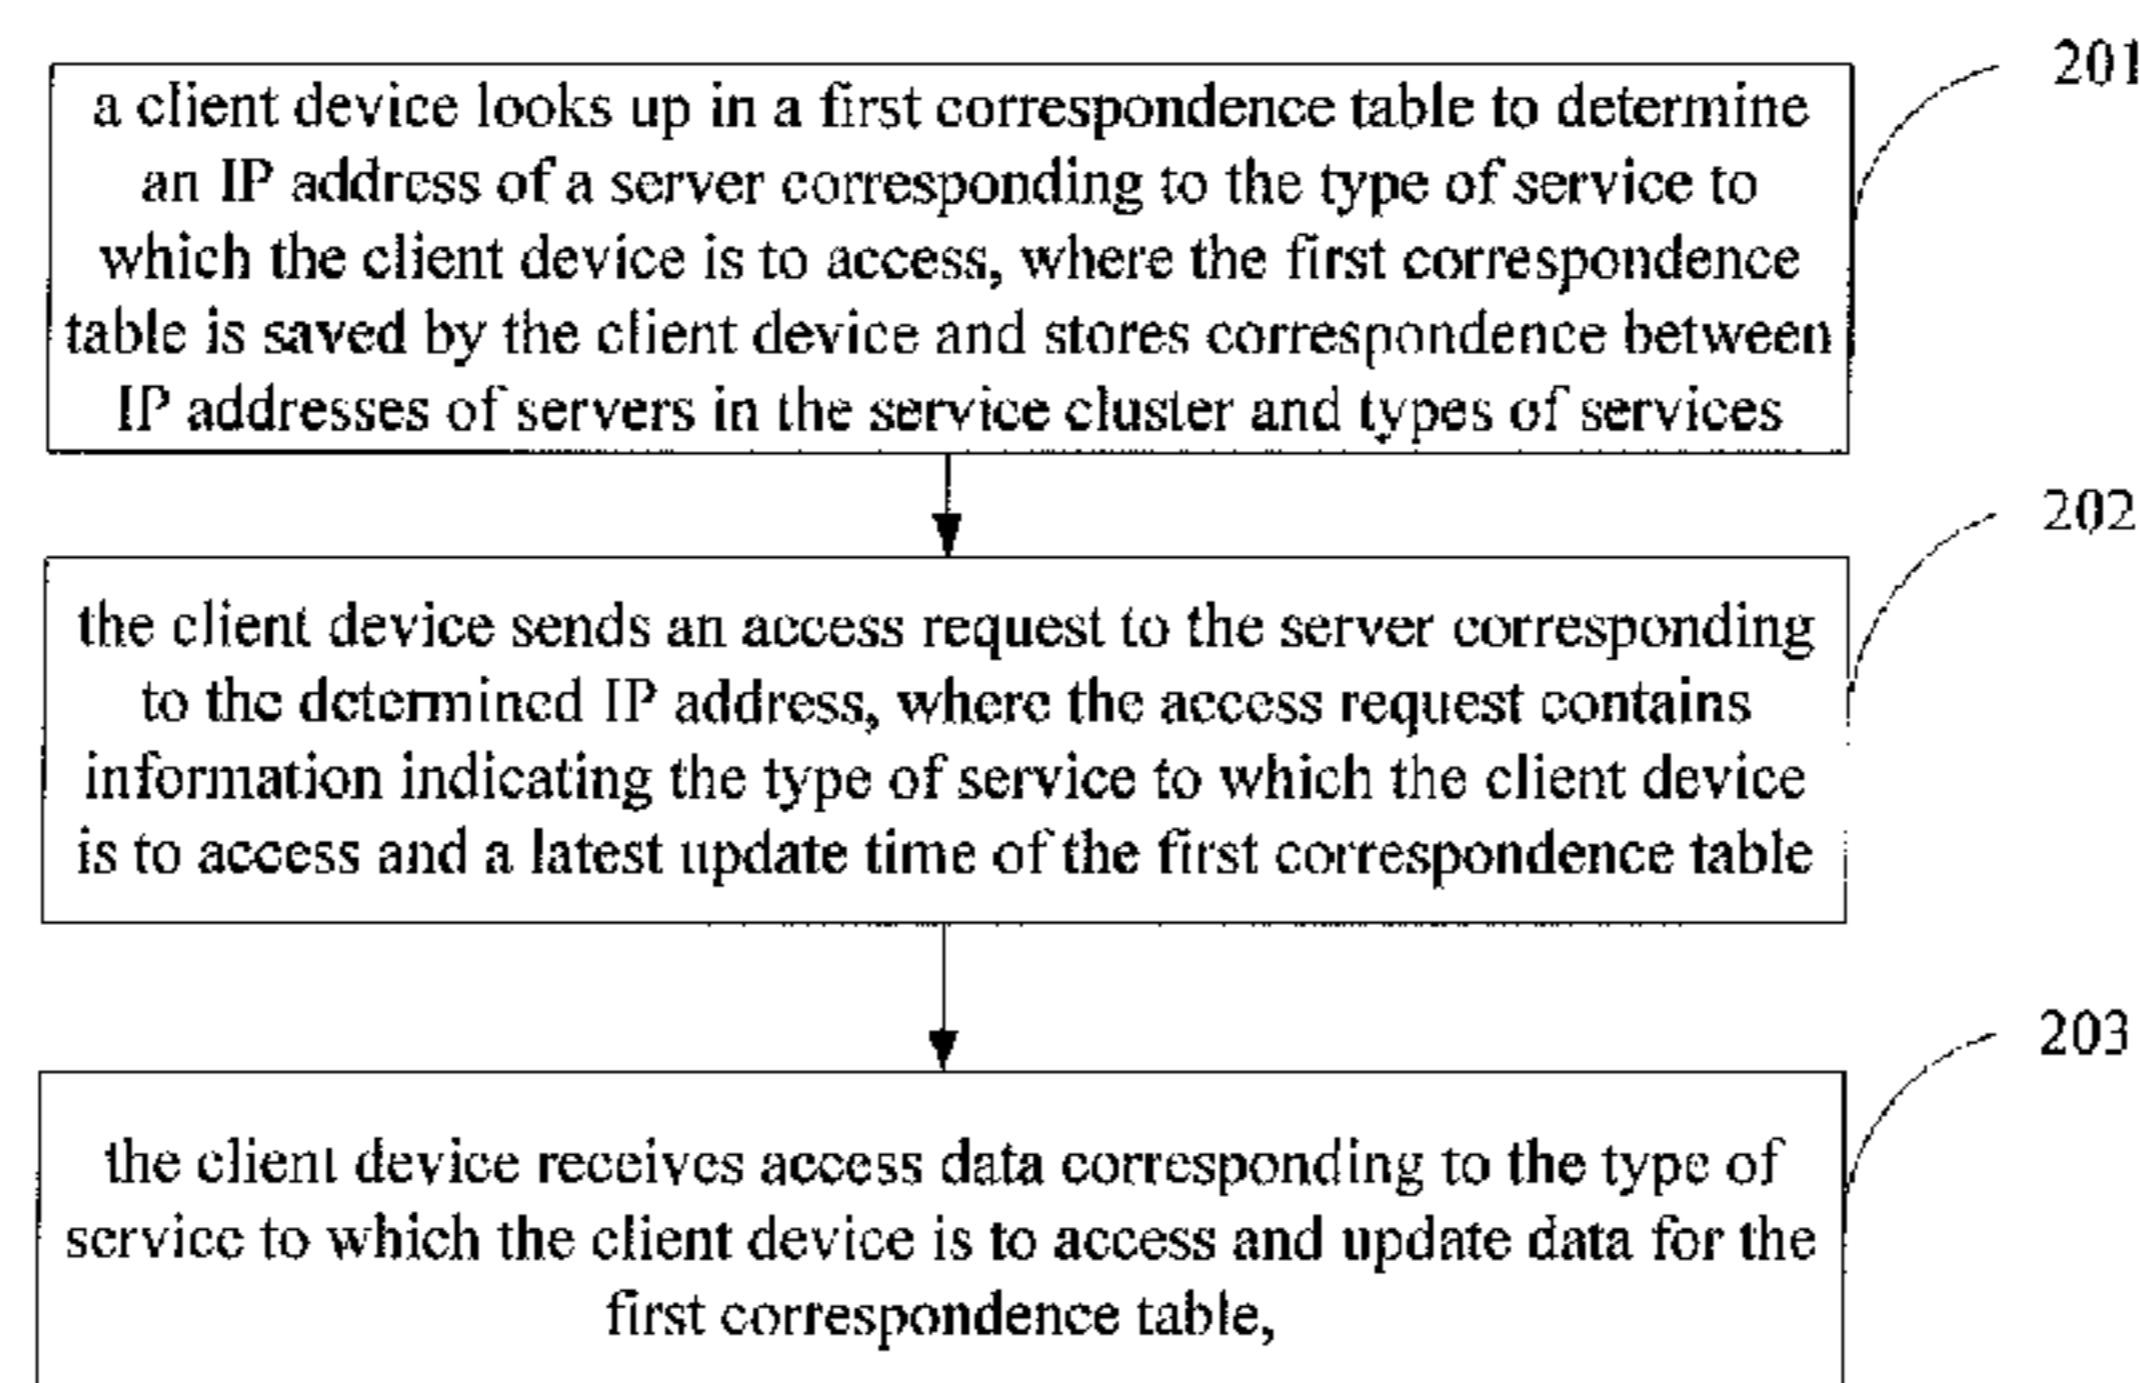 201
a client device looks up in a first correspondence table to determine
an IP address of a server corresponding to the type of service to
which the client device is to access, where the first correspondence
table is saved by the client device and stores correspondence between
IP addresses of servers in the service cluster and types of services
202
the client device sends an access request to the server corresponding
to the determined IP address, where the access request contains
information indicating the type of service to which the client device
is to access and a latest update time of the first correspondence table
203
the client device receives access data corresponding to the type of
service to which the client device is to access and update data for the
first correspondence table,